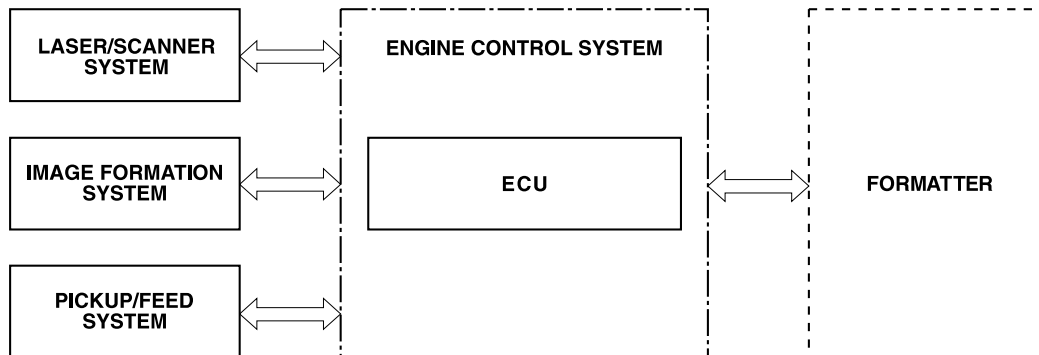 LASER/SCANNER
SYSTEM
ENGINE CONTROL SYSTEM
IMAGE FORMATION
SYSTEM
ECU
FORMATTER
PICKUP/FEED
SYSTEM